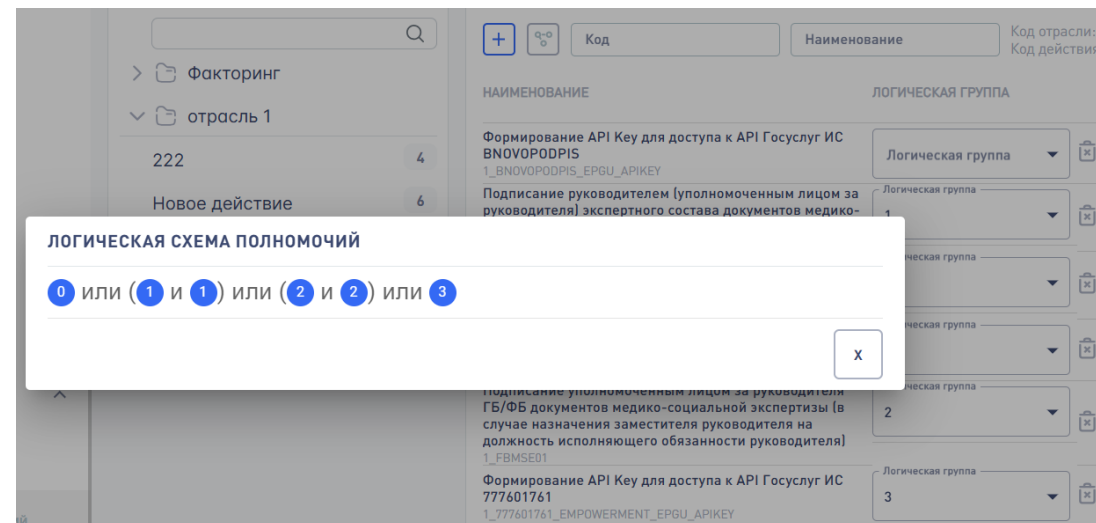 Код
Наименование
Код отрасли:
Код действия
Факторинг
отрасль 1
222
4
Новое действие
6
НАИМЕНОВАНИЕ
ЛОГИЧЕСКАЯ ГРУППА
Формирование API Key для доступа к API Госуслуг ИС
BNOVOPODPIS
1_BNOVOPODPIS_EPGU_APIKEY
Логическая группа
Подписание руководителем (уполномоченным лицом за
руководителя) экспертного состава документов медико-
Логическая группа
1
ЛОГИЧЕСКАЯ СХЕМА ПОЛНОМОЧИЙ
0 или (1 и 1) или (2 и 2) или 3
x
группа
группа
Подписание уполномоченным лицом за руководителя
ГБ/ФБ документов медико-социальной экспертизы (в
случае назначения заместителя руководителя на
должность исполняющего обязанности руководителя)
1_FBMSE01
группа
2
Формирование API Key для доступа к API Госуслуг ИС
777601761
1_777601761_EMPOWERMENT_EPGU_APIKEY
Логическая группа
3